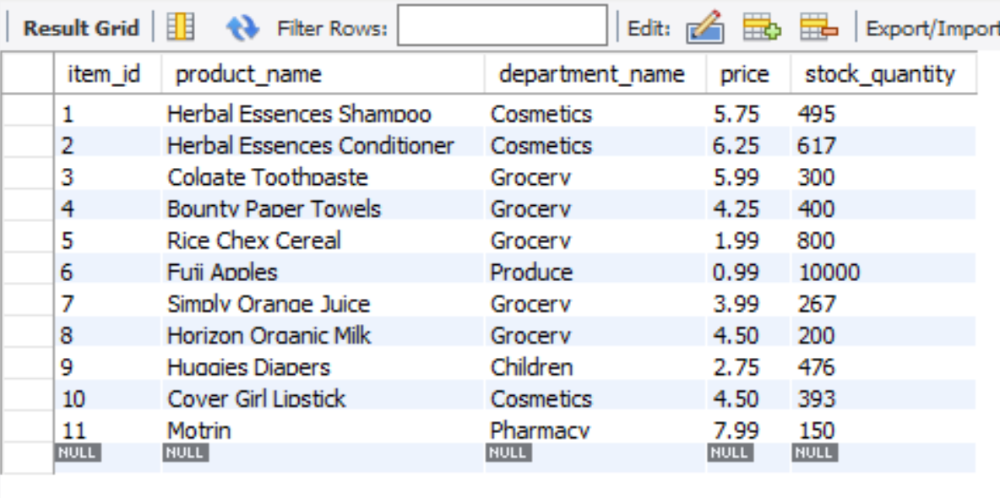 Result Grid Filter Rows: Edit: Export/Import
item_id product_name department_name price stock_quantity
1 Herbal Essences Shampoo Cosmetics 5.75 495
2 Herbal Essences Conditioner Cosmetics 6.25 617
3 Colgate Toothpaste Grocery 5.99 300
4 Bounty Paper Towels Grocery 4.25 400
5 Rice Chex Cereal Grocery 1.99 800
6 Fuji Apples Produce 0.99 10000
7 Simply Orange Juice Grocery 3.99 267
8 Horizon Organic Milk Grocery 4.50 200
9 Huggies Diapers Children 2.75 476
10 Cover Girl Lipstick Cosmetics 4.50 393
11 Motrin Pharmacy 7.99 150
NULL NULL NULL NULL NULL